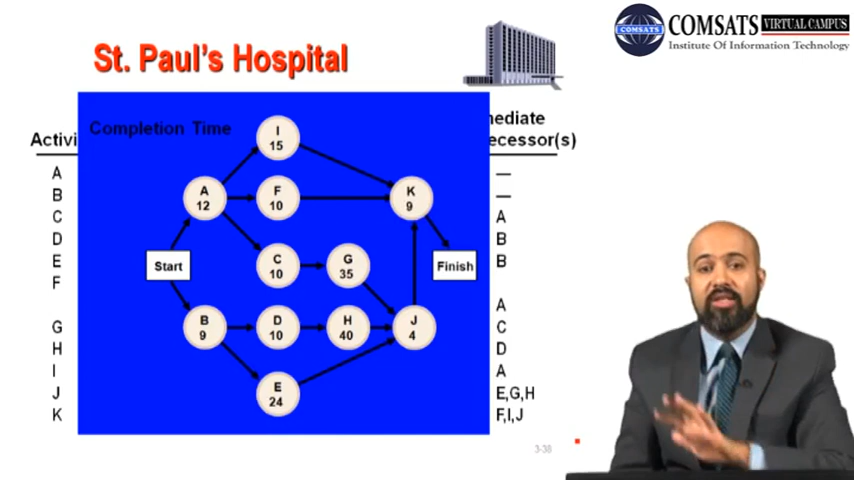 St. Paul's Hospital
COMSATS
COMSATS VIRTUAL CAMPUS
Institute Of Information Technology
Activi
Completion Time
mediate
ecessor(s)
A
B
C
D
E
F
G
H
I
J
K
I
15
A
12
F
10
K
9
Start
C
10
G
35
Finish
B
9
D
10
H
40
J
4
E
24
—
—
A
B
B
A
C
D
A
E,G,H
F,I,J
3-38